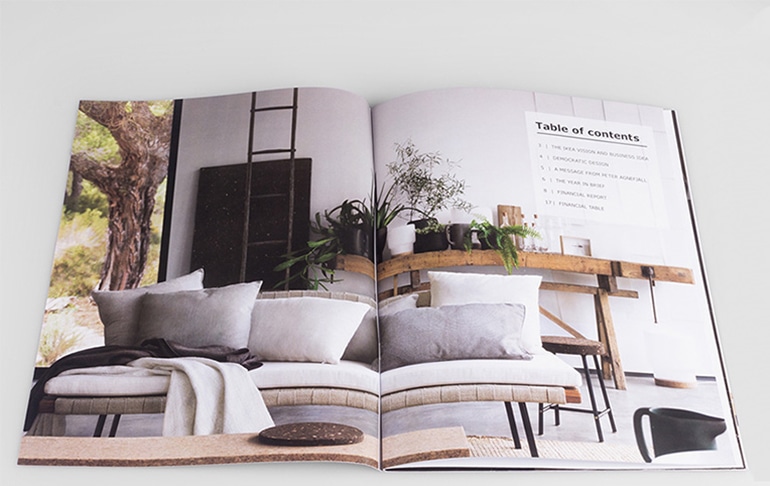 Table of contents
3 | THE IKEA VISION AND BUSINESS IDEA
4 | DEMOCRATIC DESIGN
5 | A MESSAGE FROM PETER AGNEFJÄLL
6 | THE YEAR IN BRIEF
8 | FINANCIAL REPORT
17 | FINANCIAL TABLE